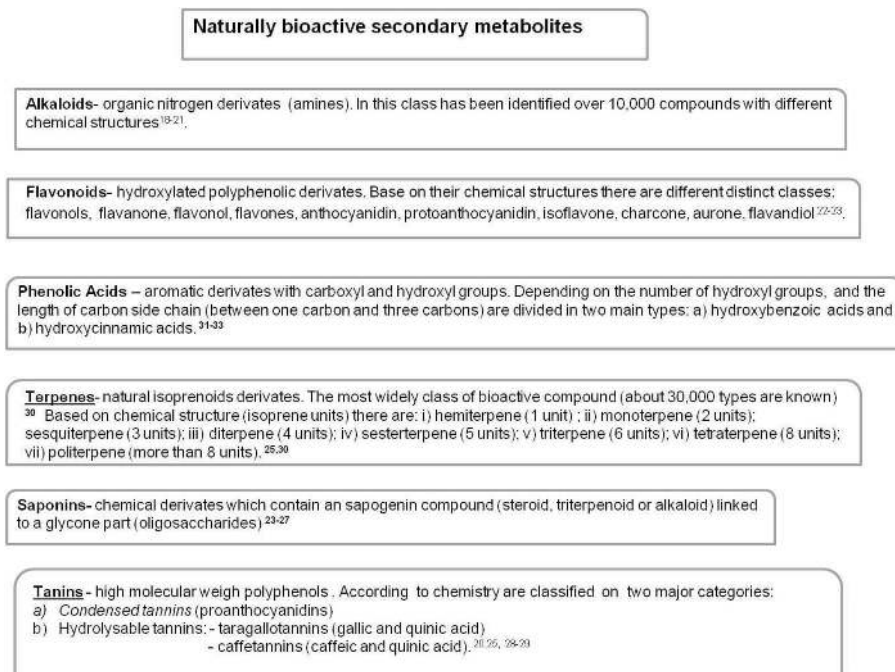 Naturally bioactive secondary metabolites
Alkaloids- organic nitrogen derivates (amines). In this class has been identified over 10,000 compounds with different
chemical structures18-21.
Flavonoids- hydroxylated polyphenolic derivates. Base on their chemical structures there are different distinct classes:
flavonols, flavanone, flavonol, flavones, anthocyanidin, protoanthocyanidin, isoflavone, charcone, aurone, flavandiol 22-23.
Phenolic Acids – aromatic derivates with carboxyl and hydroxyl groups. Depending on the number of hydroxyl groups, and the
length of carbon side chain (between one carbon and three carbons) are divided in two main types: a) hydroxybenzoic acids and
b) hydroxycinnamic acids. 31-33
Terpenes- natural isoprenoids derivates. The most widely class of bioactive compound (about 30,000 types are known)
30 Based on chemical structure (isoprene units) there are: i) hemiterpene (1 unit) ; ii) monoterpene (2 units);
sesquiterpene (3 units); iii) diterpene (4 units); iv) sesterterpene (5 units); v) triterpene (6 units); vi) tetraterpene (8 units);
vii) politerpene (more than 8 units). 25,30
Saponins- chemical derivates which contain an sapogenin compound (steroid, triterpenoid or alkaloid) linked
to a glycone part (oligosaccharides) 23-27
Tanins - high molecular weigh polyphenols . According to chemistry are classified on two major categories:
a) Condensed tannins (proanthocyanidins)
b) Hydrolysable tannins: - taragallotannins (gallic and quinic acid)
- caffetannins (caffeic and quinic acid).